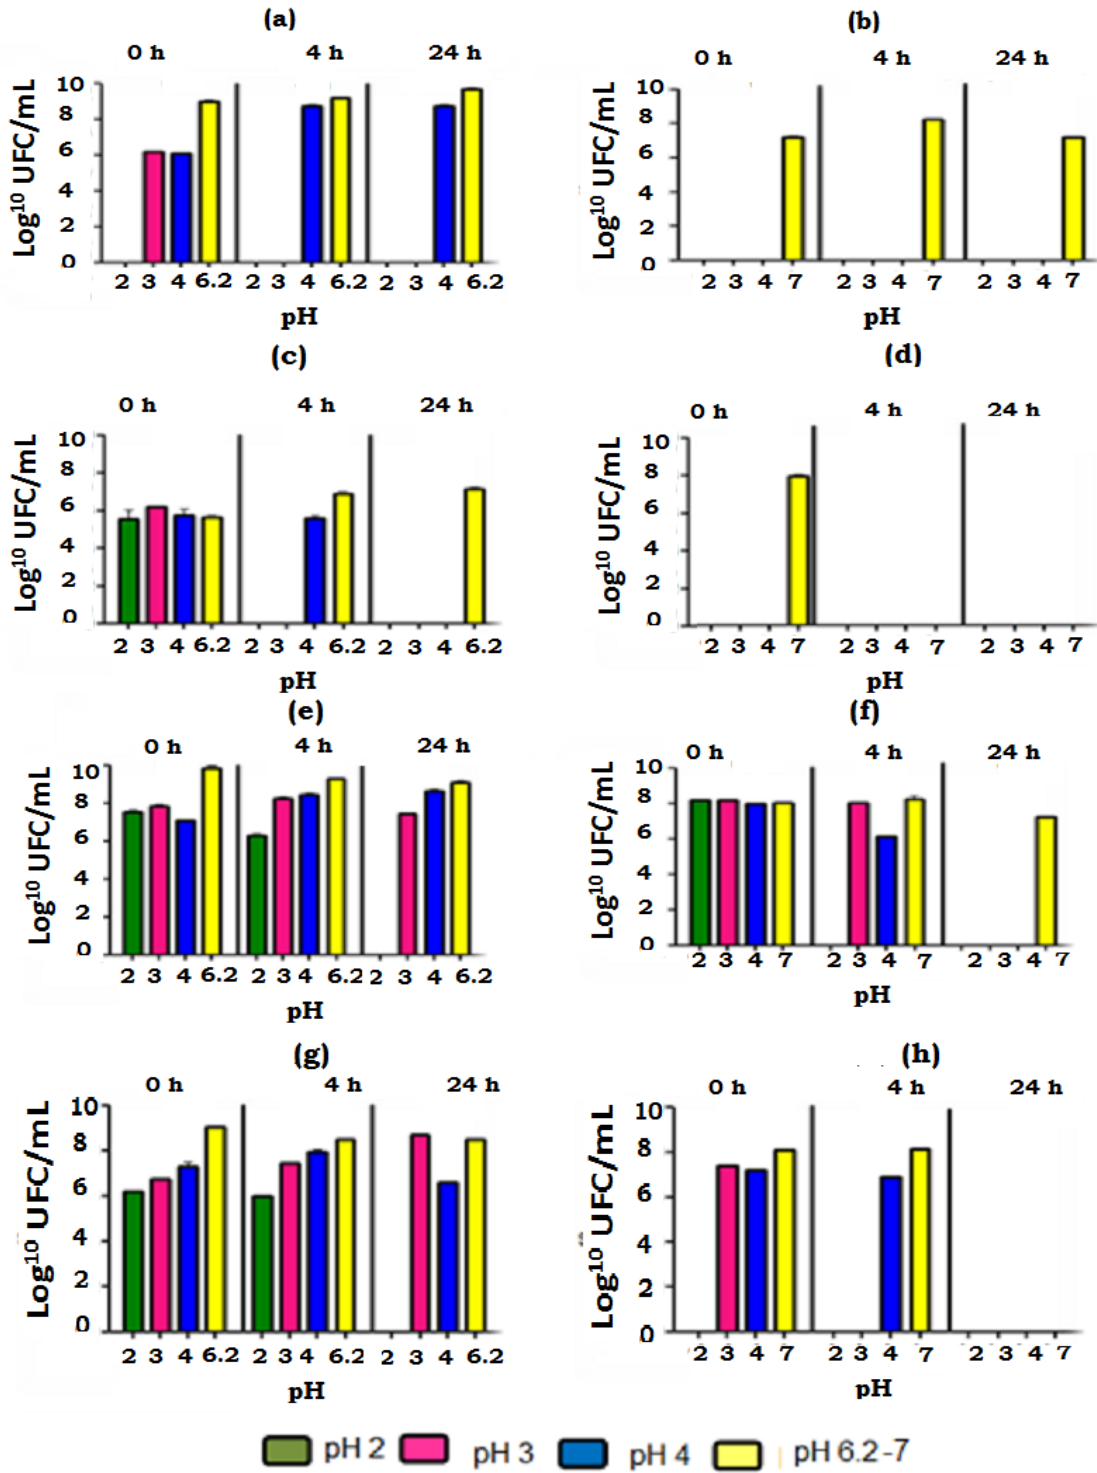 (a)
0 h 4 h 24 h
Log10 UFC/mL
10
8
6
4
2
0
2 3 4 6.2 2 3 4 6.2 2 3 4 6.2
pH
(b)
0 h 4 h 24 h
Log10 UFC/mL
10
8
6
4
2
0
2 3 4 7 2 3 4 7 2 3 4 7
pH
(c)
0 h 4 h 24 h
Log10 UFC/mL
10
8
6
4
2
0
2 3 4 6.2 2 3 4 6.2 2 3 4 6.2
pH
(d)
0 h 4 h 24 h
Log10 UFC/mL
10
8
6
4
2
0
2 3 4 7 2 3 4 7 2 3 4 7
pH
(e)
0 h 4 h 24 h
Log10 UFC/mL
10
8
6
4
2
0
2 3 4 6.2 2 3 4 6.2 2 3 4 6.2
pH
(f)
0 h 4 h 24 h
Log10 UFC/mL
10
8
6
4
2
0
2 3 4 7 2 3 4 7 2 3 4 7
pH
(g)
0 h 4 h 24 h
Log10 UFC/mL
10
8
6
4
2
0
2 3 4 6.2 2 3 4 6.2 2 3 4 6.2
pH
(h)
0 h 4 h 24 h
Log10 UFC/mL
10
8
6
4
2
0
2 3 4 7 2 3 4 7 2 3 4 7
pH
pH 2 pH 3 pH 4 pH 6.2-7